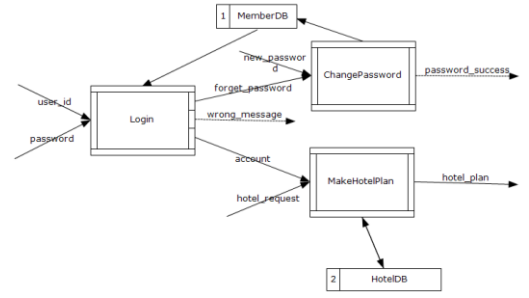 1 MemberDB
new_passwor
d
ChangePassword
password_success
forget_password
user_id
Login
wrong_message
password
account
MakeHotelPlan
hotel_plan
hotel_request
2 HotelDB